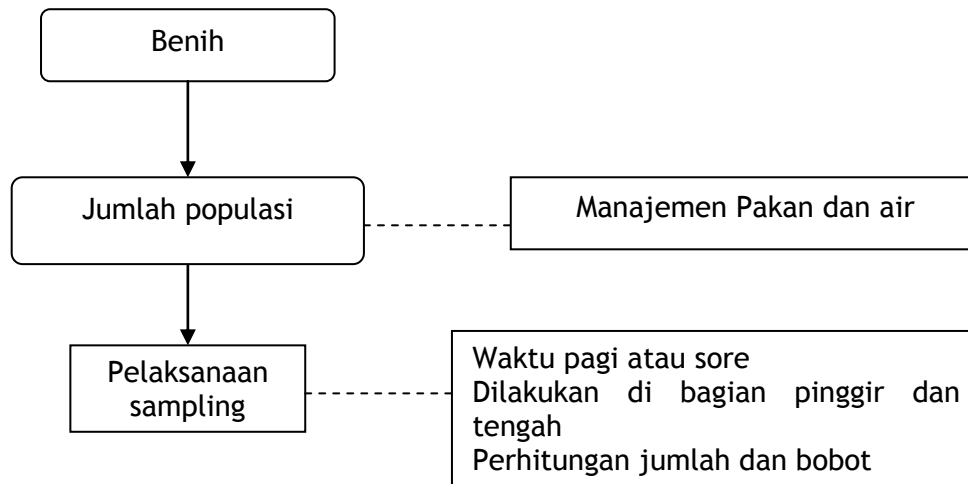 Benih
Jumlah populasi
Manajemen Pakan dan air
Pelaksanaan
sampling
Waktu pagi atau sore
Dilakukan di bagian pinggir dan
tengah
Perhitungan jumlah dan bobot